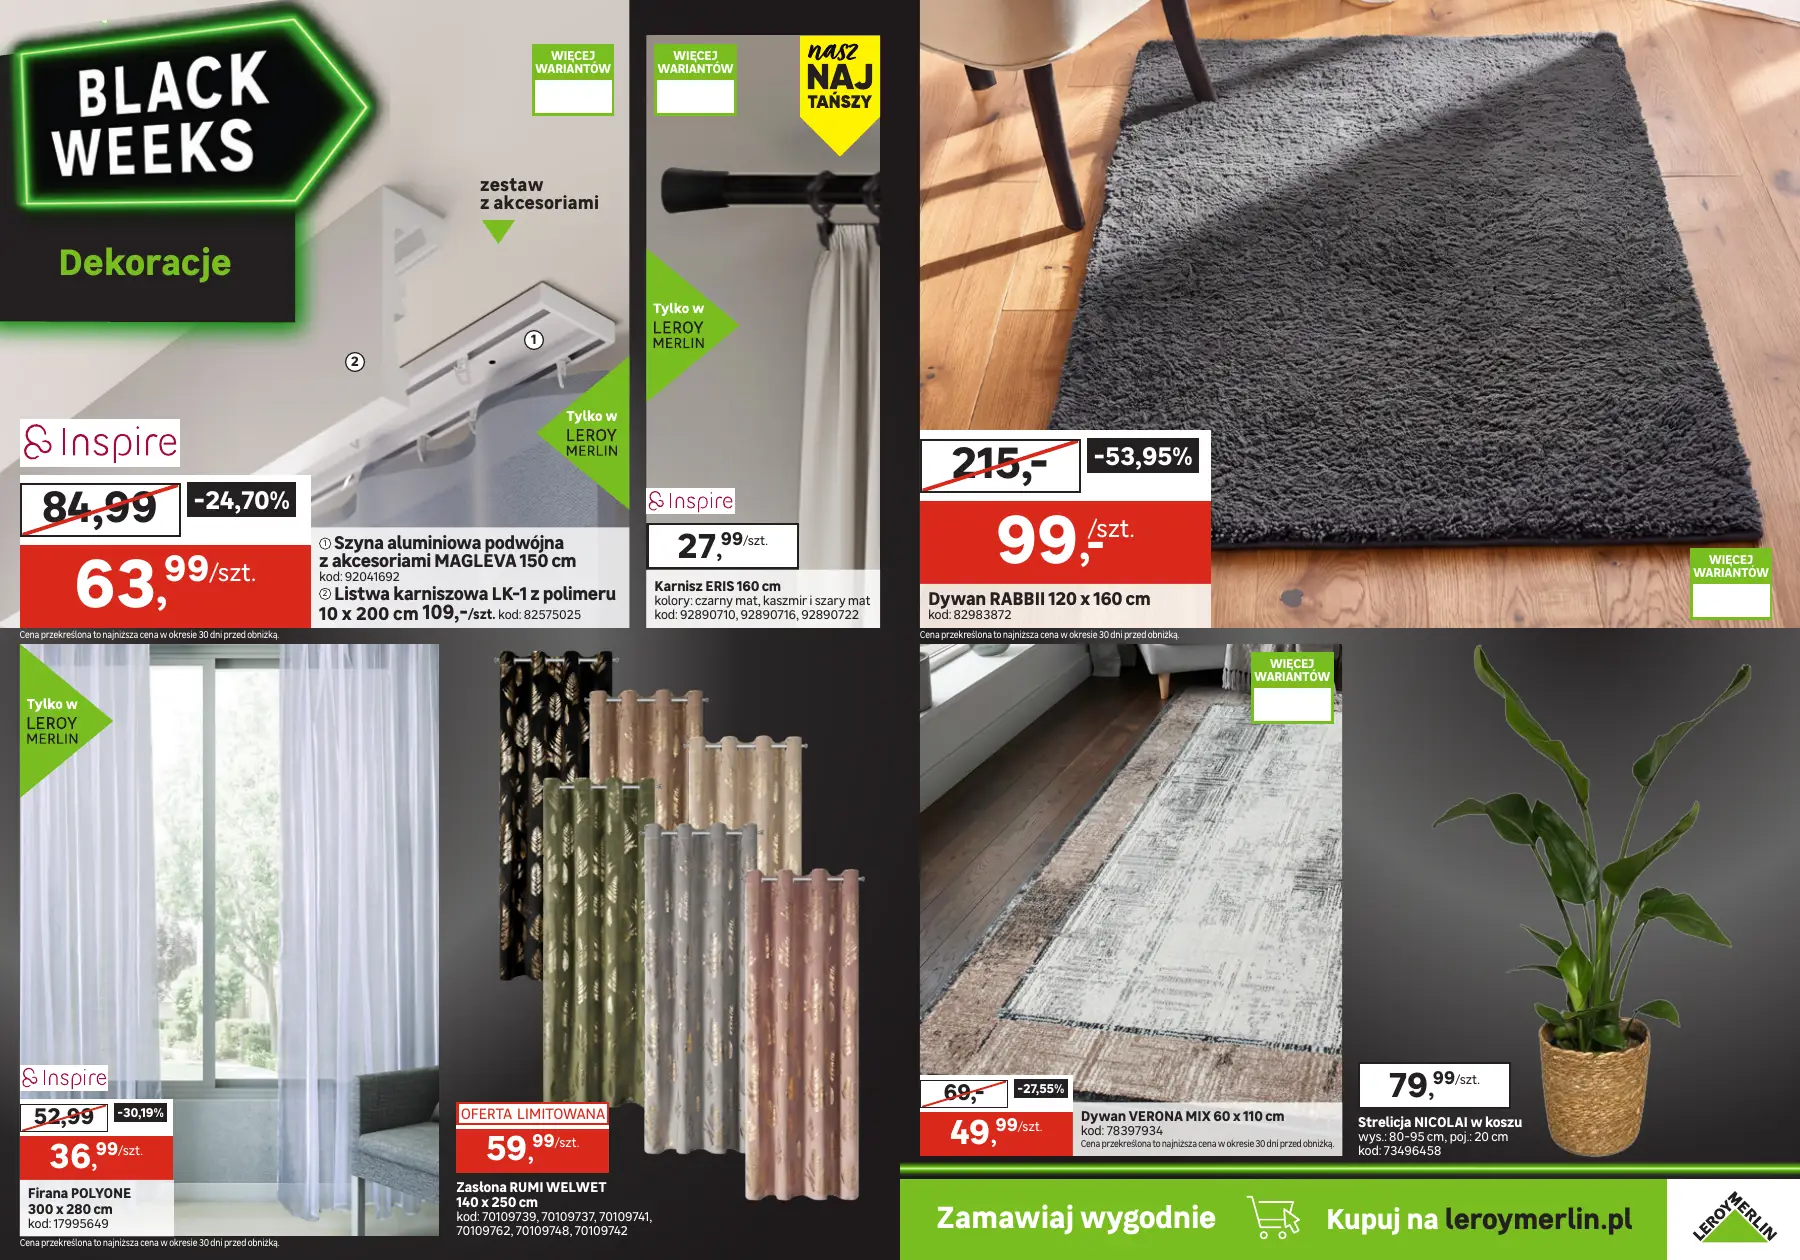 BLACK
WEEKS
Dekoracje
WIĘCEJ
WARIANTÓW
zestaw
z akcesoriami
1
2
Tylko w
LEROY
MERLIN
Inspire
84,99
-24,70%
63,99/szt.
① Szyna aluminiowa podwójna
z akcesoriami MAGLEVA 150 cm
kod: 92041692
② Listwa karniszowa LK-1 z polimeru
10 x 200 cm 109,-/szt. kod: 82575025
Cena przekreślona to najniższa cena w okresie 30 dni przed obniżką.
WIĘCEJ
WARIANTÓW
nasz
NAJ
TAŃSZY
Tylko w
LEROY
MERLIN
Inspire
27,99/szt.
Karnisz ERIS 160 cm
kolory: czarny mat, kaszmir i szary mat
kod: 92890710, 92890716, 92890722
215,-
-53,95%
99,-/szt.
Dywan RABBII 120 x 160 cm
kod: 82983872
WIĘCEJ
WARIANTÓW
Cena przekreślona to najniższa cena w okresie 30 dni przed obniżką.
Tylko w
LEROY
MERLIN
Inspire
52,99
-30,19%
36,99/szt.
Firana POLYONE
300 x 280 cm
kod: 17995649
Cena przekreślona to najniższa cena w okresie 30 dni przed obniżką.
OFERTA LIMITOWANA
59,99/szt.
Zasłona RUMI WELWET
140 x 250 cm
kod: 70109739, 70109737, 70109741,
70109762, 70109748, 70109742
WIĘCEJ
WARIANTÓW
69,-
-27,55%
49,99/szt.
Dywan VERONA MIX 60 x 110 cm
kod: 78397934
Cena przekreślona to najniższa cena w okresie 30 dni przed obniżką.
79,99/szt.
Strelicja NICOLAI w koszu
wys.: 80-95 cm, poj.: 20 cm
kod: 73496458
Zamawiaj wygodnie
Kupuj na leroymerlin.pl
LEROY MERLIN